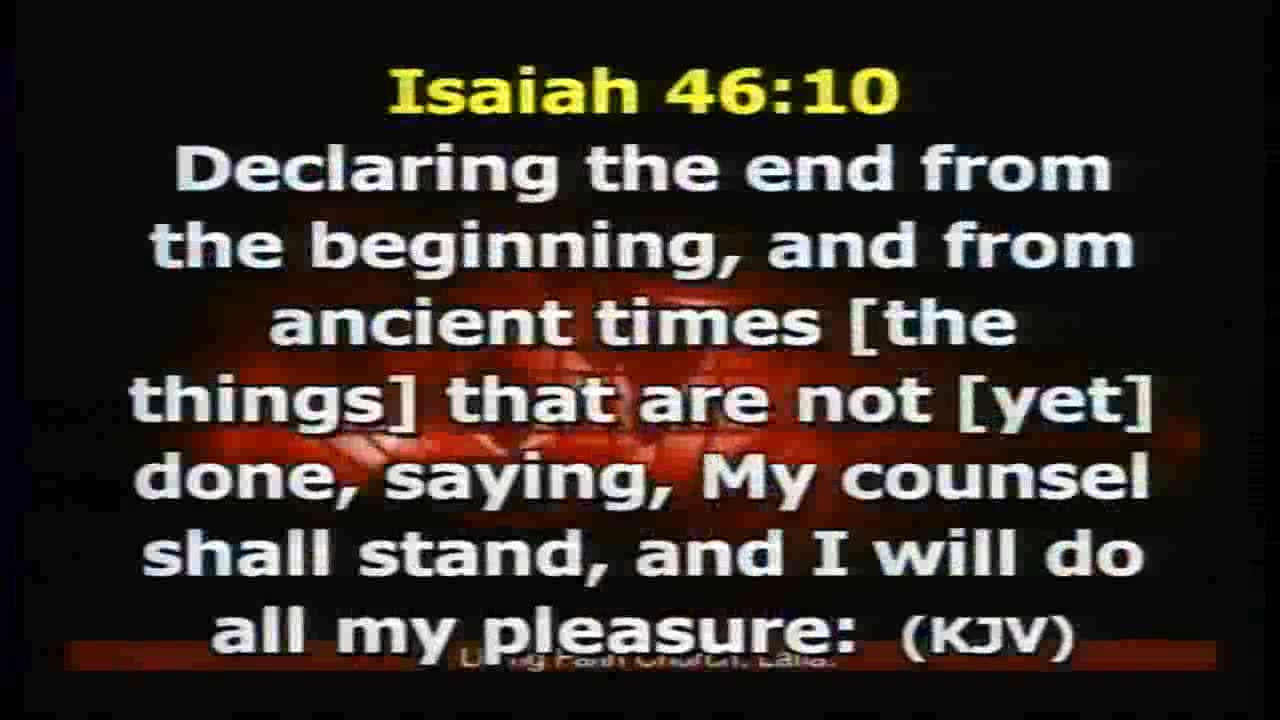 Isaiah 46:10
Declaring the end from
the beginning, and from
ancient times [the
things] that are not [yet]
done, saying, My counsel
shall stand, and I will do
all my pleasure: (KJV)
Church,